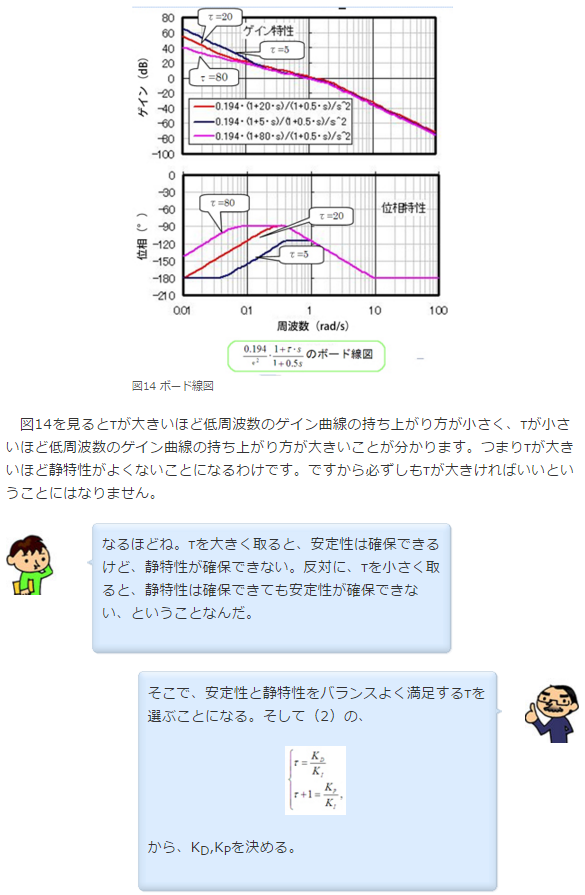 ゲイン特性
τ=20
τ=5
τ=80
ゲイン (dB)
80
60
40
20
0
-20
-40
-60
-80
-100
0.194・(1+20・s)/(1+0.5・s)/s^2
0.194・(1+5・s)/(1+0.5・s)/s^2
0.194・(1+80・s)/(1+0.5・s)/s^2
位相特性
τ=80
τ=20
τ=5
位相 (°)
0
-30
-60
-90
-120
-150
-180
-210
0.01 0.1 1 10 100
周波数 (rad/s)
0.194/s² · 1+τ·s/1+0.5s のボード線図
図14 ボード線図
図14を見るとτが大きいほど低周波数のゲイン曲線の持ち上がり方が小さく、τが小さ
いほど低周波数のゲイン曲線の持ち上がり方が大きいことが分かります。つまりτが大き
いほど静特性がよくないことになるわけです。ですから必ずしもτが大きければいいとい
うことにはなりません。
なるほどね。τを大きく取ると、安定性は確保できる
けど、静特性が確保できない。反対に、τを小さく取
ると、静特性は確保できても安定性が確保できな
い、ということなんだ。
そこで、安定性と静特性をバランスよく満足するτを
選ぶことになる。そして（2）の、
τ=K_D/K_I
τ+1=K_P/K_I,
から、K_D,K_Pを決める。